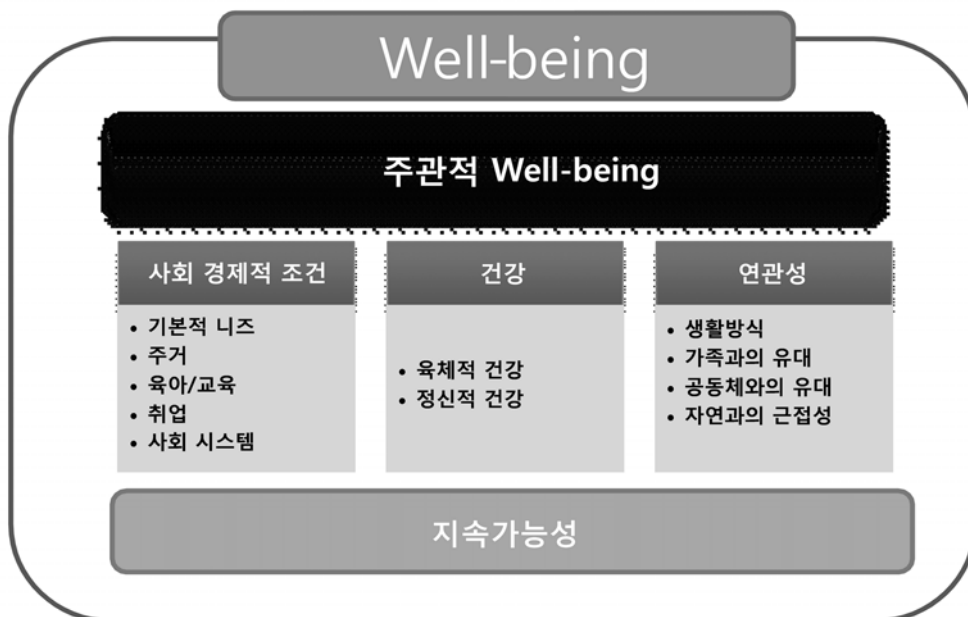 Well-being
주관적 Well-being
사회 경제적 조건
• 기본적 니즈
• 주거
• 육아/교육
• 취업
• 사회 시스템
건강
• 육체적 건강
• 정신적 건강
연관성
• 생활방식
• 가족과의 유대
• 공동체와의 유대
• 자연과의 근접성
지속가능성